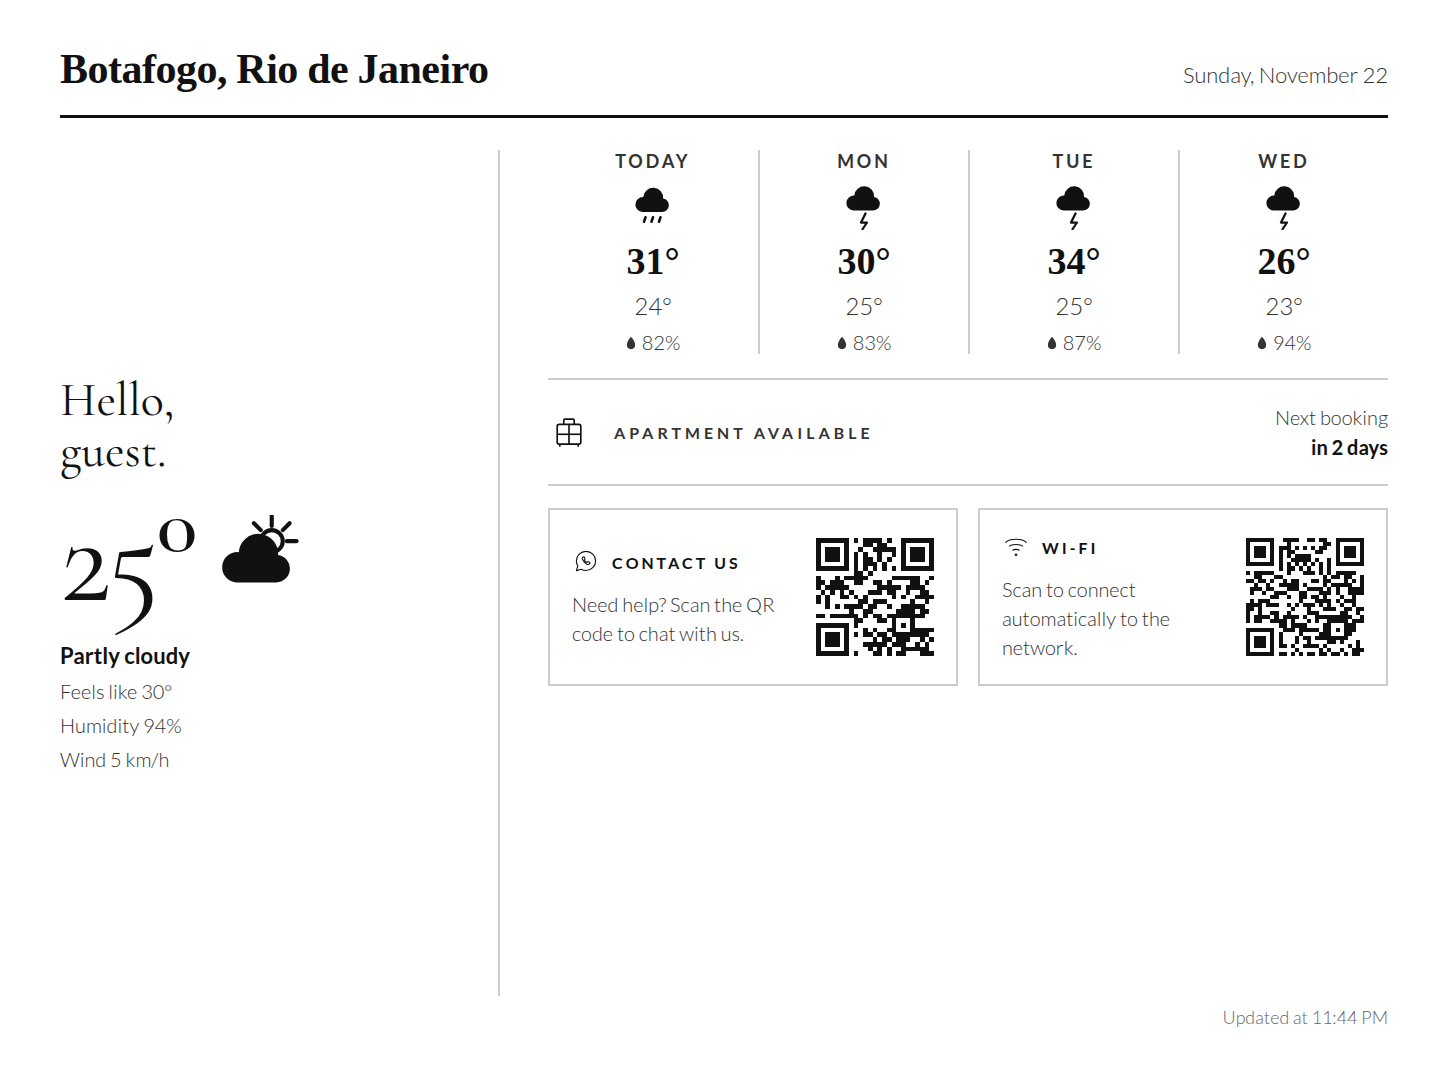 Botafogo, Rio de Janeiro
Sunday, November 22
Hello,
guest.
25°
Partly cloudy
Feels like 30°
Humidity 94%
Wind 5 km/h
TODAY
31°
24°
82%
MON
30°
25°
83%
TUE
34°
25°
87%
WED
26°
23°
94%
APARTMENT AVAILABLE
Next booking
in 2 days
CONTACT US
Need help? Scan the QR
code to chat with us.
WI-FI
Scan to connect
automatically to the
network.
Updated at 11:44 PM